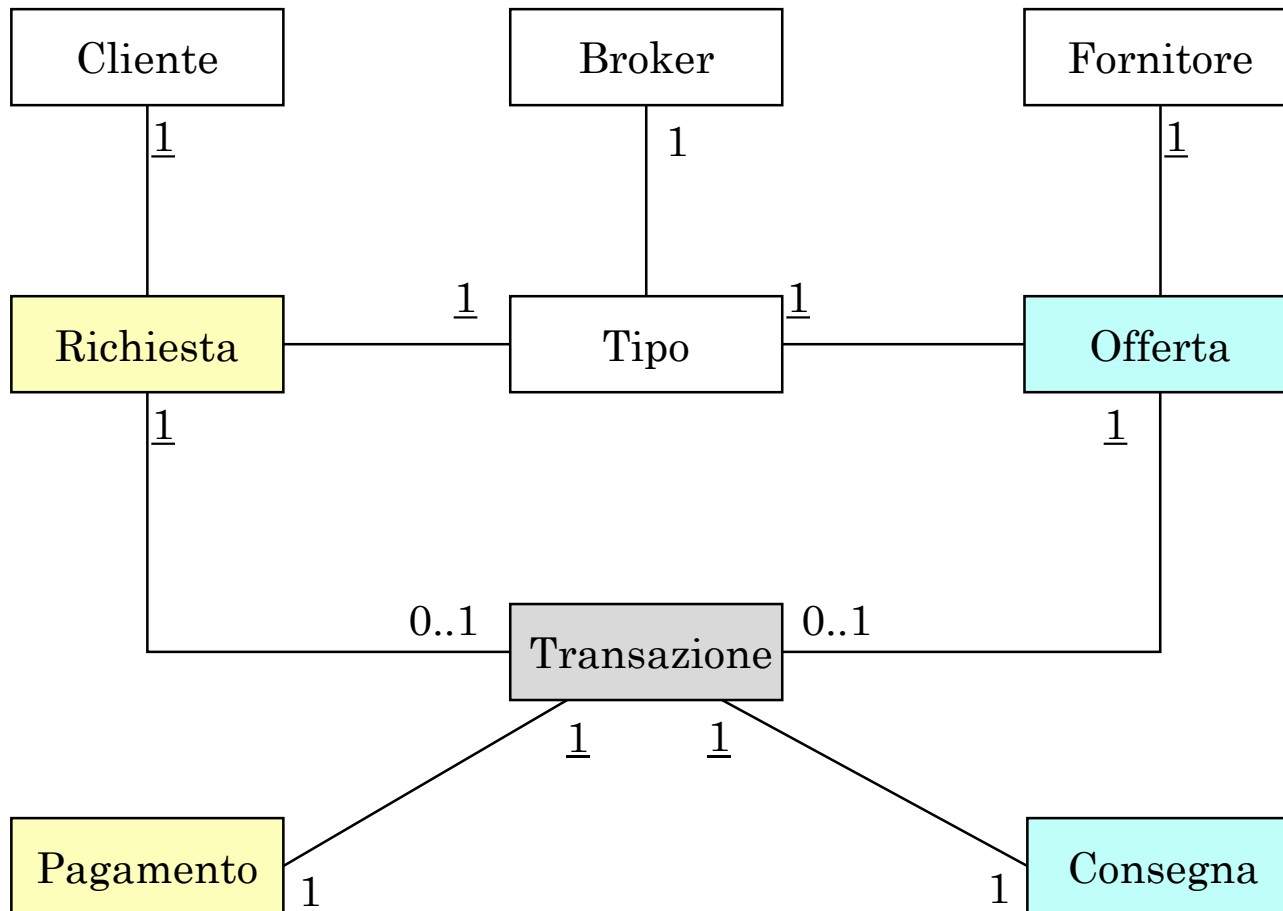 Cliente
Broker
Fornitore
1
1
1
1
1
Richiesta
Tipo
Offerta
1
1
0..1
0..1
Transazione
1
1
Pagamento
Consegna
1
1